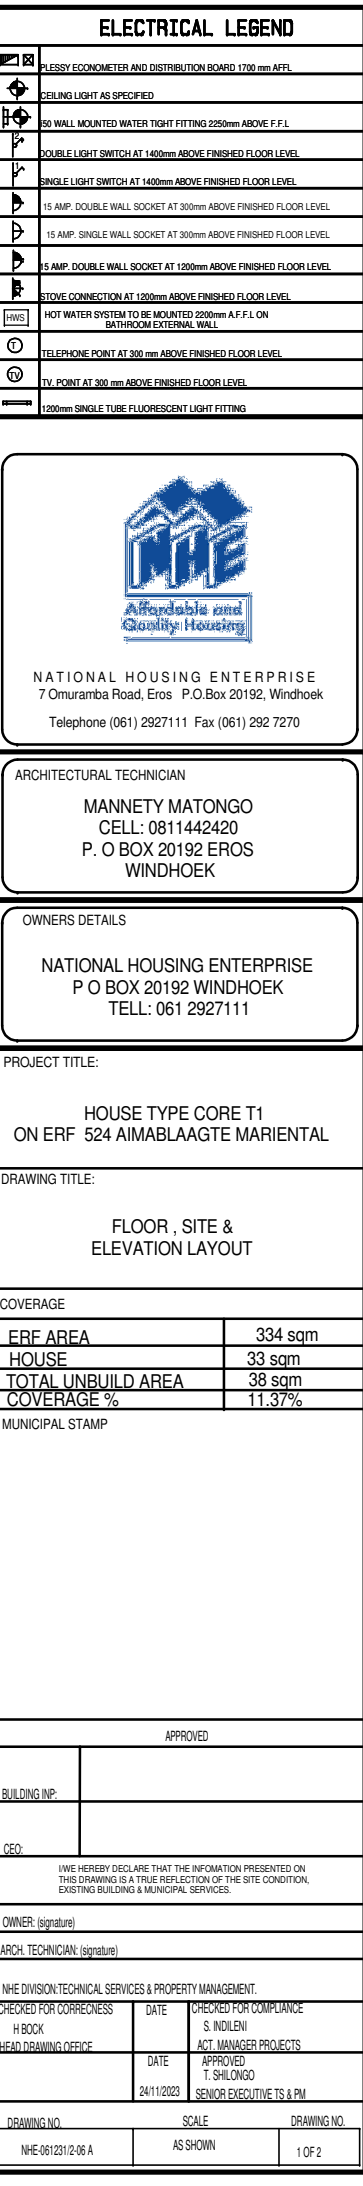 ELECTRICAL LEGEND
PLESSY ECONOMETER AND DISTRIBUTION BOARD 1700 mm AFFL
CEILING LIGHT AS SPECIFIED
50 WALL MOUNTED WATER TIGHT FITTING 2250mm ABOVE F.F.L
2
DOUBLE LIGHT SWITCH AT 1400mm ABOVE FINISHED FLOOR LEVEL
1
SINGLE LIGHT SWITCH AT 1400mm ABOVE FINISHED FLOOR LEVEL
15 AMP. DOUBLE WALL SOCKET AT 300mm ABOVE FINISHED FLOOR LEVEL
15 AMP. SINGLE WALL SOCKET AT 300mm ABOVE FINISHED FLOOR LEVEL
15 AMP. DOUBLE WALL SOCKET AT 1200mm ABOVE FINISHED FLOOR LEVEL
STOVE CONNECTION AT 1200mm ABOVE FINISHED FLOOR LEVEL
HWS HOT WATER SYSTEM TO BE MOUNTED 2200mm A.F.F.L ON
BATHROOM EXTERNAL WALL
T TELEPHONE POINT AT 300 mm ABOVE FINISHED FLOOR LEVEL
TV TV. POINT AT 300 mm ABOVE FINISHED FLOOR LEVEL
1200mm SINGLE TUBE FLUORESCENT LIGHT FITTING
NHE
Affordable and
Quality Housing
NATIONAL HOUSING ENTERPRISE
7 Omuramba Road, Eros P.O.Box 20192, Windhoek
Telephone (061) 2927111 Fax (061) 292 7270
ARCHITECTURAL TECHNICIAN
MANNETY MATONGO
CELL: 0811442420
P. O BOX 20192 EROS
WINDHOEK
OWNERS DETAILS
NATIONAL HOUSING ENTERPRISE
P O BOX 20192 WINDHOEK
TELL: 061 2927111
PROJECT TITLE:
HOUSE TYPE CORE T1
ON ERF 524 AIMABLAAGTE MARIENTAL
DRAWING TITLE:
FLOOR , SITE &
ELEVATION LAYOUT
COVERAGE
ERF AREA 334 sqm
HOUSE 33 sqm
TOTAL UNBUILD AREA 38 sqm
COVERAGE % 11.37%
MUNICIPAL STAMP
APPROVED
BUILDING INP:
CEO:
I/WE HEREBY DECLARE THAT THE INFOMATION PRESENTED ON
THIS DRAWING IS A TRUE REFLECTION OF THE SITE CONDITION,
EXISTING BUILDING & MUNICIPAL SERVICES.
OWNER: (signature)
ARCH. TECHNICIAN: (signature)
NHE DIVISION:TECHNICAL SERVICES & PROPERTY MANAGEMENT.
CHECKED FOR CORRECNESS DATE CHECKED FOR COMPLIANCE
H BOCK S. INDILENI
HEAD DRAWING OFFICE ACT. MANAGER PROJECTS
DATE APPROVED
T. SHILONGO
24/11/2023 SENIOR EXECUTIVE TS & PM
DRAWING NO. SCALE DRAWING NO.
NHE-061231/2-06 A AS SHOWN 1 OF 2